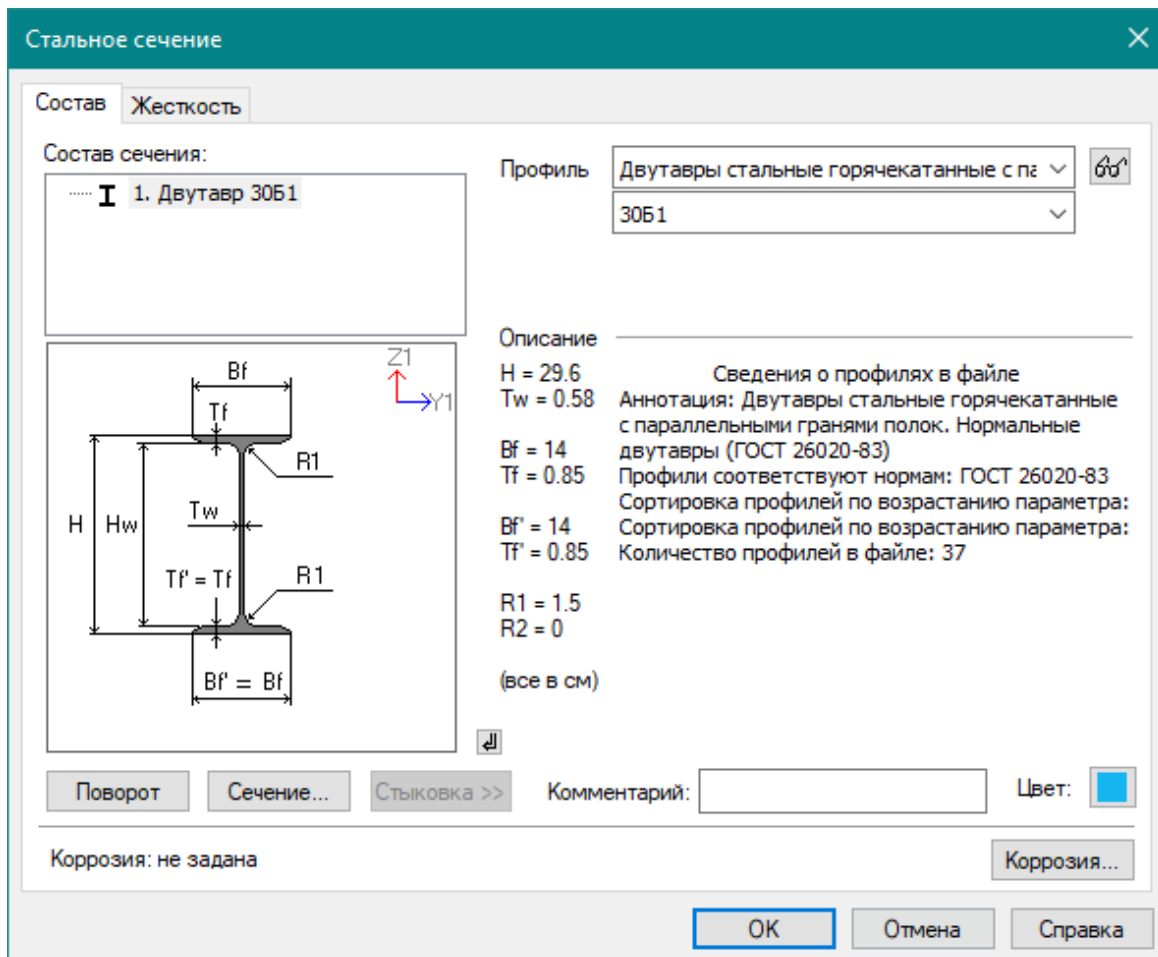 Стальное сечение
Состав
Жесткость
Состав сечения:
1. Двутавр 30Б1
Профиль
Двутавры стальные горячекатанные с па
30Б1
Z1
Y1
Bf
Tf
R1
H
Hw
Tw
Tf' = Tf
R1
Bf' = Bf
Описание
H = 29.6
Tw = 0.58
Bf = 14
Tf = 0.85
Bf' = 14
Tf' = 0.85
R1 = 1.5
R2 = 0
(все в см)
Сведения о профилях в файле
Аннотация: Двутавры стальные горячекатанные
с параллельными гранями полок. Нормальные
двутавры (ГОСТ 26020-83)
Профили соответствуют нормам: ГОСТ 26020-83
Сортировка профилей по возрастанию параметра:
Сортировка профилей по возрастанию параметра:
Количество профилей в файле: 37
Поворот
Сечение...
Стыковка >>
Комментарий:
Цвет:
Коррозия: не задана
Коррозия...
OK
Отмена
Справка